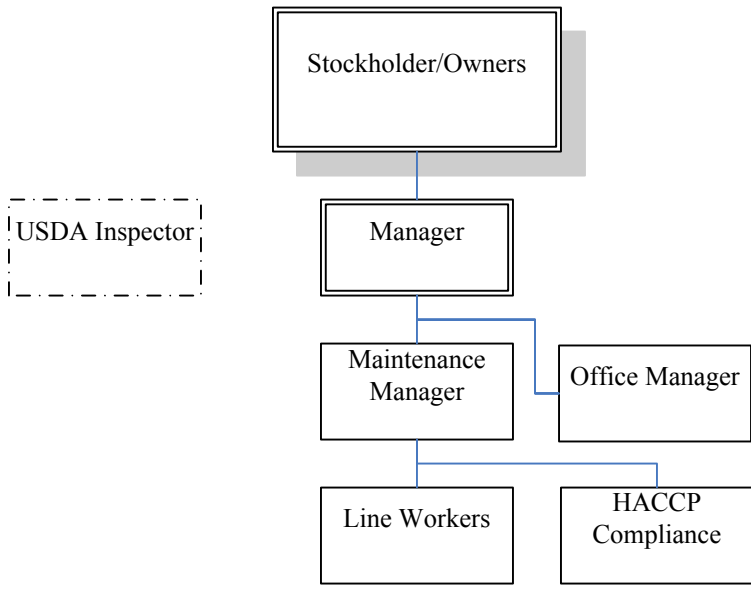 Stockholder/Owners
USDA Inspector
Manager
Maintenance
Manager
Office Manager
Line Workers
HACCP
Compliance